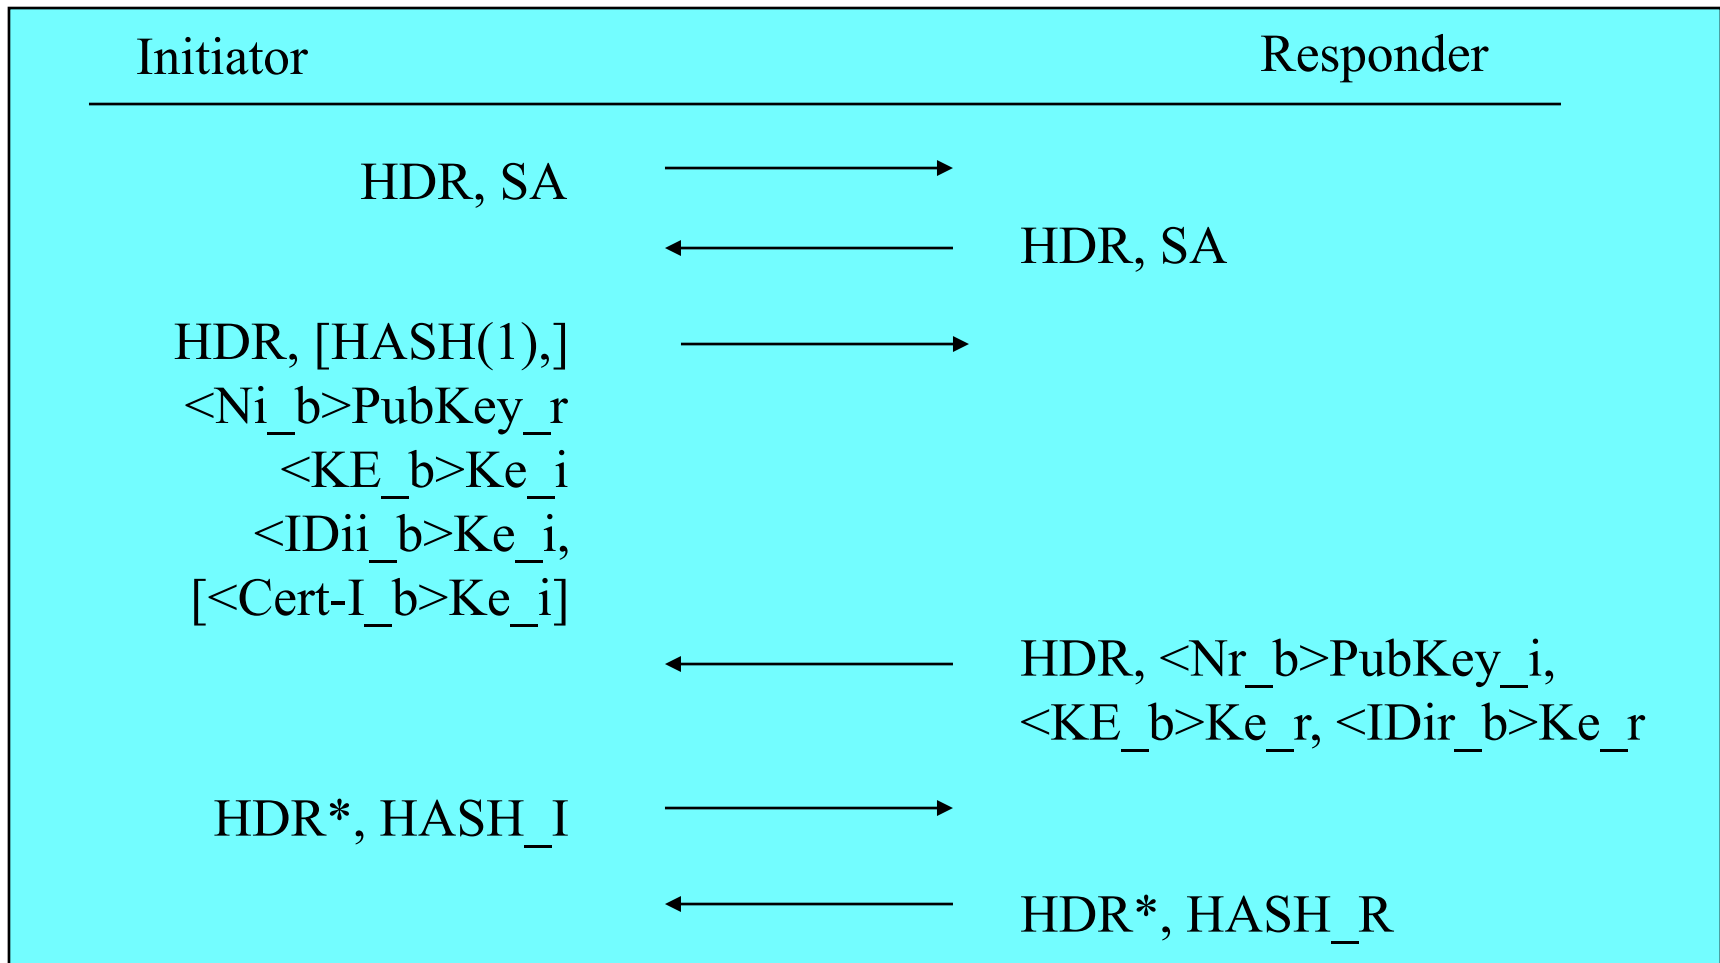 Initiator Responder
HDR, SA
HDR, SA
HDR, [HASH(1),]
<Ni_b>PubKey_r
<KE_b>Ke_i
<IDii_b>Ke_i,
[<Cert-I_b>Ke_i]
HDR, <Nr_b>PubKey_i,
<KE_b>Ke_r, <IDir_b>Ke_r
HDR*, HASH_I
HDR*, HASH_R